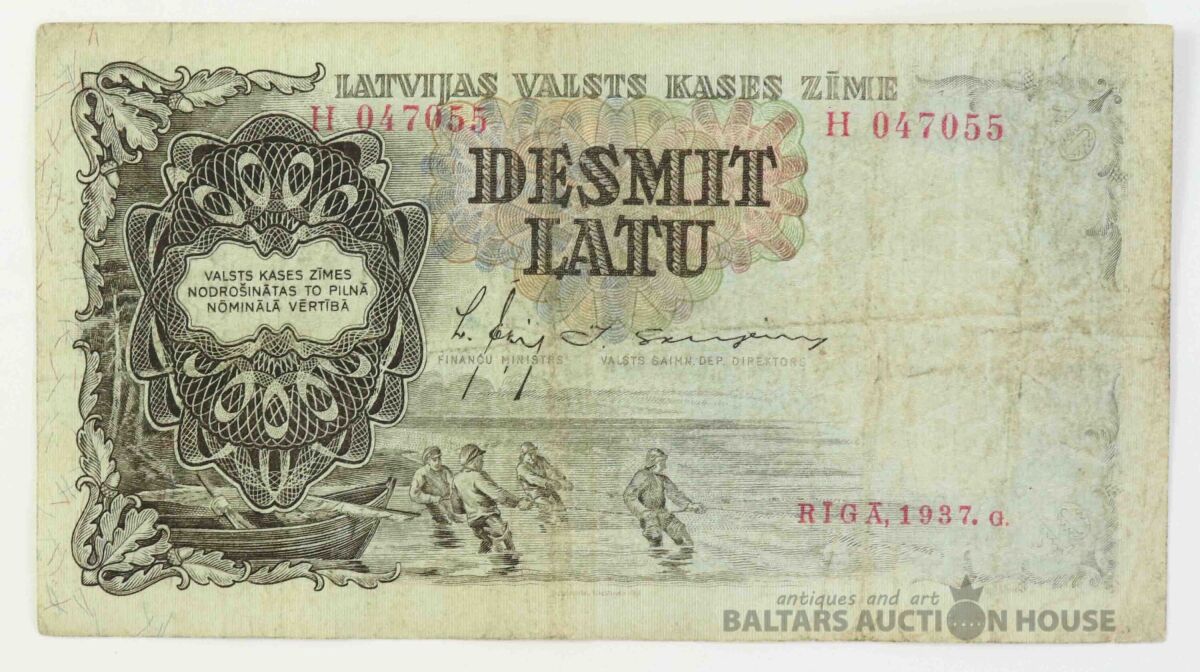 LATVIJAS VALSTS KASES ZĪME
H 047055 H 047055
DESMIT
LATU
VALSTS KASES ZĪMES
NODROŠINĀTAS TO PILNĀ
NŌMINĀLĀ VĒRTĪBĀ
FINANČU MINISTRS VALSTS SAIMN. DEP. DIREKTORS
RĪGĀ, 1937. G.
antiques and art
BALTARS AUCTION HOUSE